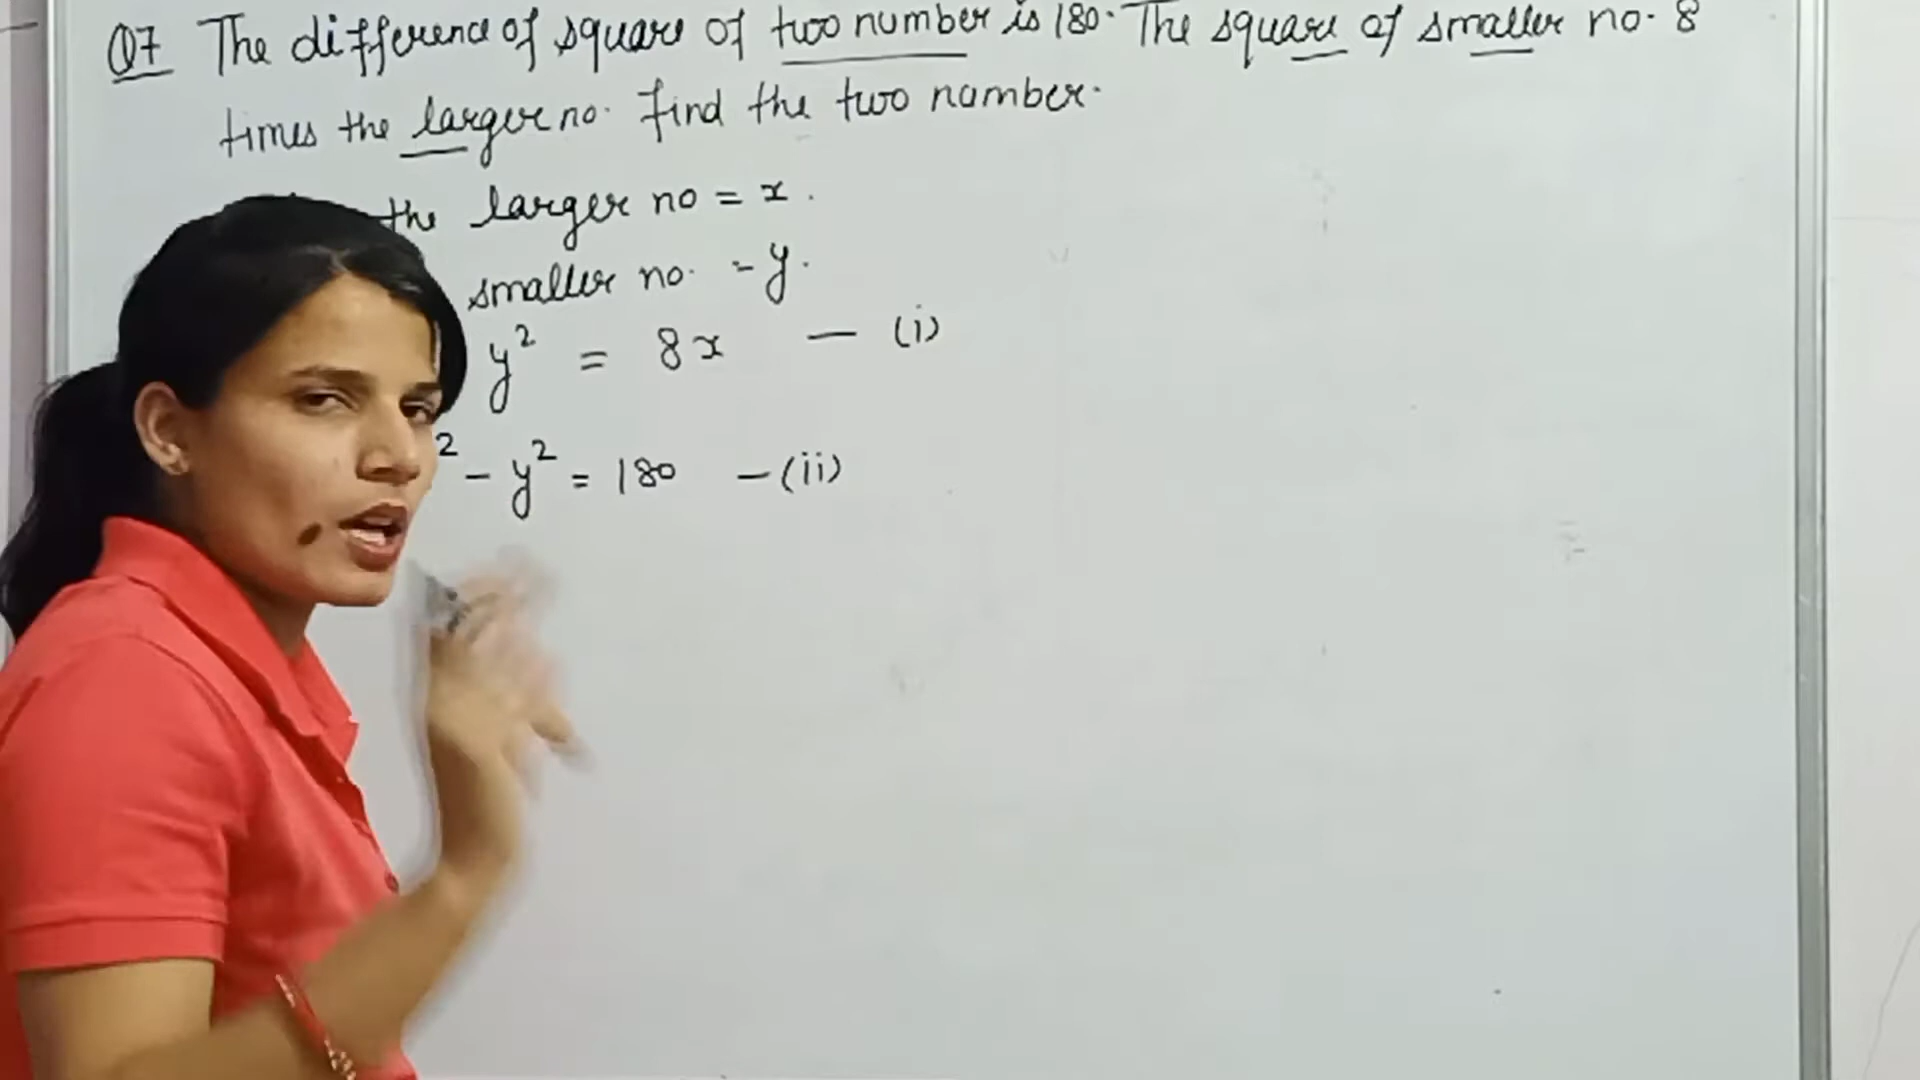 Q7 The difference of square of two number is 180. The square of smaller no. 8
times the larger no. find the two number.
the larger no = x.
smaller no. = y.
y² = 8x — (i)
² - y² = 180 - (ii)